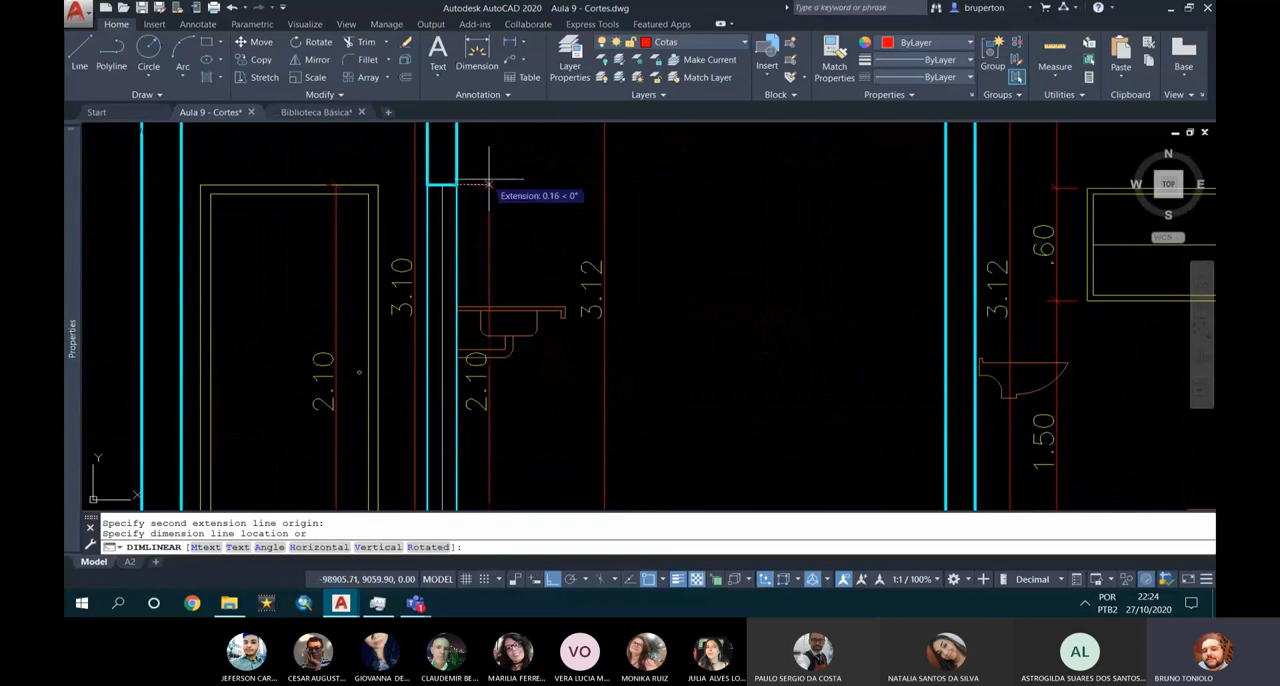 Autodesk AutoCAD 2020 Aula 9 - Cortes.dwg
Type a keyword or phrase
bruperton
Home Insert Annotate Parametric View Manage Output Add-ins Collaborate Express Tools Featured Apps
Visualize
Line Polyline Circle Arc
Move Rotate Trim
Copy Mirror Fillet
Stretch Scale Array
Text Dimension Table
Layer Properties
Cotas
Make Current
Match Layer
Insert
Match Properties
ByLayer
ByLayer
ByLayer
Group
Measure
Paste
Base
Draw Modify Annotation Layers Block Properties Groups Utilities Clipboard View
Start Aula 9 - Cortes* Biblioteca Básica*
N
W TOP E
S
WCS
Extension: 0.16 < 0°
3.10
3.12
3.12
.60
2.10
2.10
1.50
Properties
Y
X
Specify second extension line origin:
Specify dimension line location or
DIMLINEAR [Mtext Text Angle Horizontal Vertical Rotated]:
Model A2
-98905.71, 9059.90, 0.00 MODEL 1:1 / 100% Decimal
POR
PTB2
22:24
27/10/2020
VO
AL
JEFERSON CAR...
CESAR AUGUST...
GIOVANNA DE...
CLAUDEMIR BE...
MARILIA FERRE...
VERA LUCIA M...
MONIKA RUIZ
JULIA ALVES LO...
PAULO SERGIO DA COSTA
NATALIA SANTOS DA SILVA
ASTROGILDA SUARES DOS SANTOS...
BRUNO TONIOLO